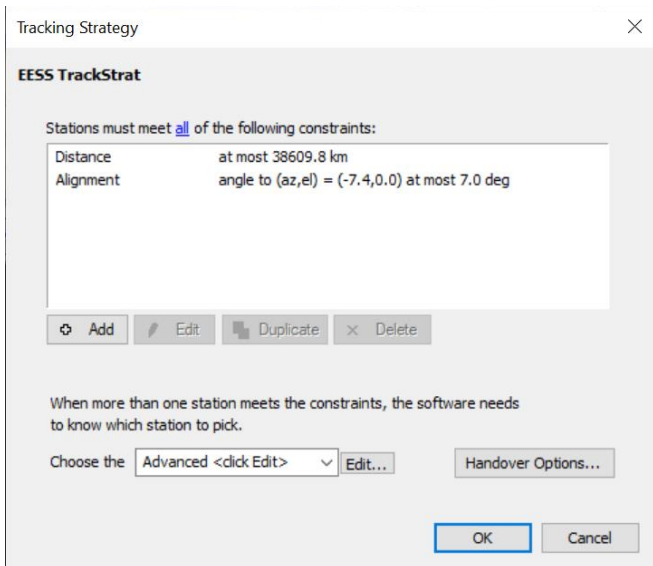 Tracking Strategy
EESS TrackStrat
Stations must meet all of the following constraints:
Distance at most 38609.8 km
Alignment angle to (az,el) = (-7.4,0.0) at most 7.0 deg
Add Edit Duplicate Delete
When more than one station meets the constraints, the software needs
to know which station to pick.
Choose the Advanced <click Edit> Edit... Handover Options...
OK Cancel